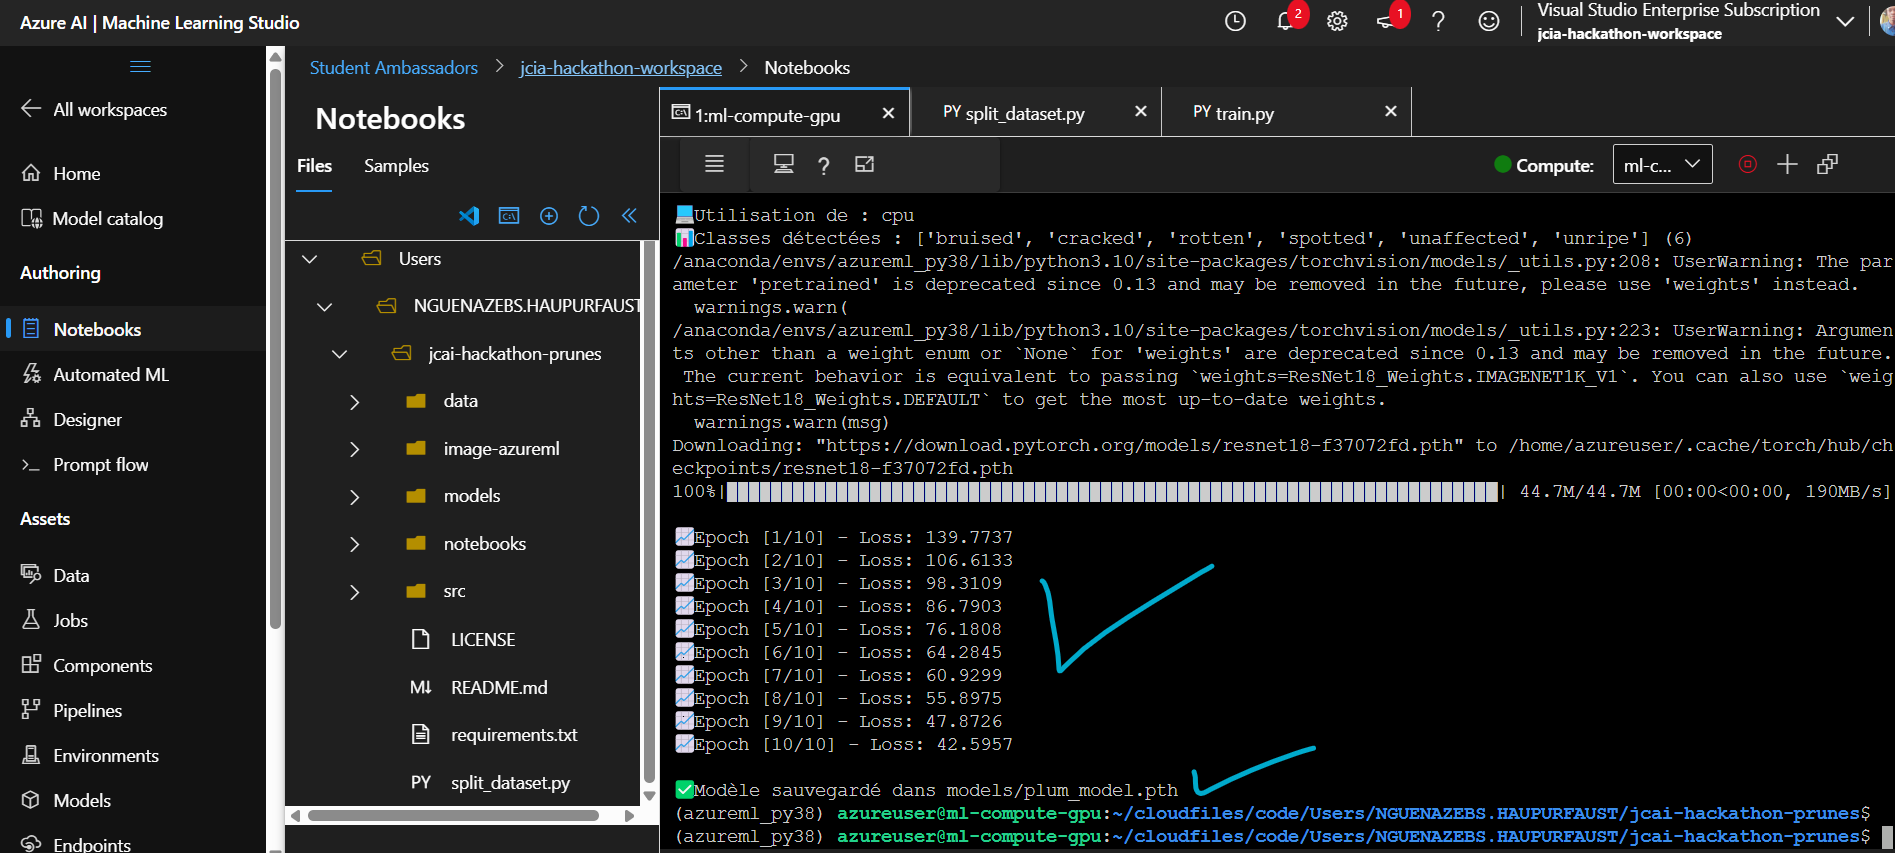 Azure AI | Machine Learning Studio
2
1
Visual Studio Enterprise Subscription
jcia-hackathon-workspace
All workspaces
Home
Model catalog
Authoring
Notebooks
Automated ML
Designer
Prompt flow
Assets
Data
Jobs
Components
Pipelines
Environments
Models
Endpoints
Student Ambassadors > jcia-hackathon-workspace > Notebooks
Notebooks
Files
Samples
Users
NGUENAZEBS.HAUPURFAUST
jcai-hackathon-prunes
data
image-azureml
models
notebooks
src
LICENSE
README.md
requirements.txt
PY split_dataset.py
1:ml-compute-gpu
PY split_dataset.py
PY train.py
Compute:
ml-c...
Utilisation de : cpu
Classes détectées : ['bruised', 'cracked', 'rotten', 'spotted', 'unaffected', 'unripe'] (6)
/anaconda/envs/azureml_py38/lib/python3.10/site-packages/torchvision/models/_utils.py:208: UserWarning: The par
ameter 'pretrained' is deprecated since 0.13 and may be removed in the future, please use 'weights' instead.
warnings.warn(
/anaconda/envs/azureml_py38/lib/python3.10/site-packages/torchvision/models/_utils.py:223: UserWarning: Argumen
ts other than a weight enum or `None` for 'weights' are deprecated since 0.13 and may be removed in the future.
The current behavior is equivalent to passing `weights=ResNet18_Weights.IMAGENET1K_V1`. You can also use `weig
hts=ResNet18_Weights.DEFAULT` to get the most up-to-date weights.
warnings.warn(msg)
Downloading: "https://download.pytorch.org/models/resnet18-f37072fd.pth" to /home/azureuser/.cache/torch/hub/ch
eckpoints/resnet18-f37072fd.pth
100%| | 44.7M/44.7M [00:00<00:00, 190MB/s]
Epoch [1/10] - Loss: 139.7737
Epoch [2/10] - Loss: 106.6133
Epoch [3/10] - Loss: 98.3109
Epoch [4/10] - Loss: 86.7903
Epoch [5/10] - Loss: 76.1808
Epoch [6/10] - Loss: 64.2845
Epoch [7/10] - Loss: 60.9299
Epoch [8/10] - Loss: 55.8975
Epoch [9/10] - Loss: 47.8726
Epoch [10/10] - Loss: 42.5957
Modèle sauvegardé dans models/plum_model.pth
(azureml_py38) azureuser@ml-compute-gpu:~/cloudfiles/code/Users/NGUENAZEBS.HAUPURFAUST/jcai-hackathon-prunes$
(azureml_py38) azureuser@ml-compute-gpu:~/cloudfiles/code/Users/NGUENAZEBS.HAUPURFAUST/jcai-hackathon-prunes$